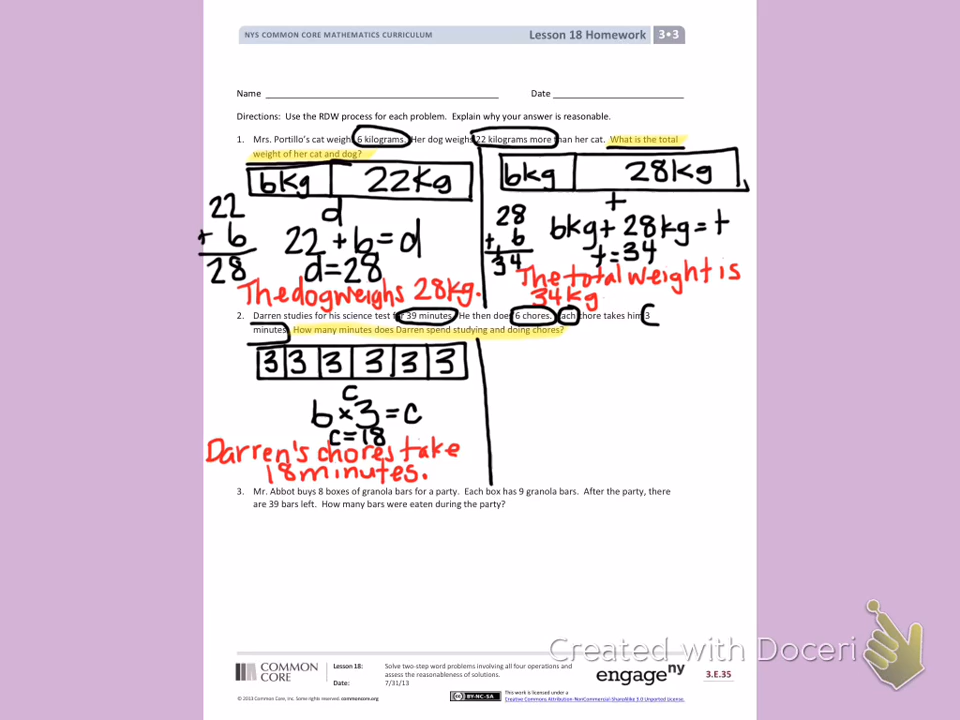 NYS COMMON CORE MATHEMATICS CURRICULUM Lesson 18 Homework 3•3
Name Date
Directions: Use the RDW process for each problem. Explain why your answer is reasonable.
1. Mrs. Portillo's cat weighs 6 kilograms. Her dog weighs 22 kilograms more than her cat. What is the total
weight of her cat and dog?
6kg 22kg
d
22
+ 6
28
22 + 6 = d
d = 28
The dog weighs 28kg.
6kg 28kg
t
28
+ 6
34
6kg + 28kg = t
t = 34
The total weight is
34kg
2. Darren studies for his science test for 39 minutes. He then does 6 chores. Each chore takes him 3
minutes. How many minutes does Darren spend studying and doing chores?
3 3 3 3 3 3
c
6 × 3 = c
c = 18
Darren's chores take
18 minutes.
3. Mr. Abbot buys 8 boxes of granola bars for a party. Each box has 9 granola bars. After the party, there
are 39 bars left. How many bars were eaten during the party?
Created with Doceri
COMMON
CORE
Lesson 18: Solve two-step word problems involving all four operations and
assess the reasonableness of solutions.
Date: 7/31/13
engage ny
3.E.35
© 2013 Common Core, Inc. Some rights reserved. commoncore.org
BY-NC-SA
This work is licensed under a
Creative Commons Attribution-NonCommercial-ShareAlike 3.0 Unported License.